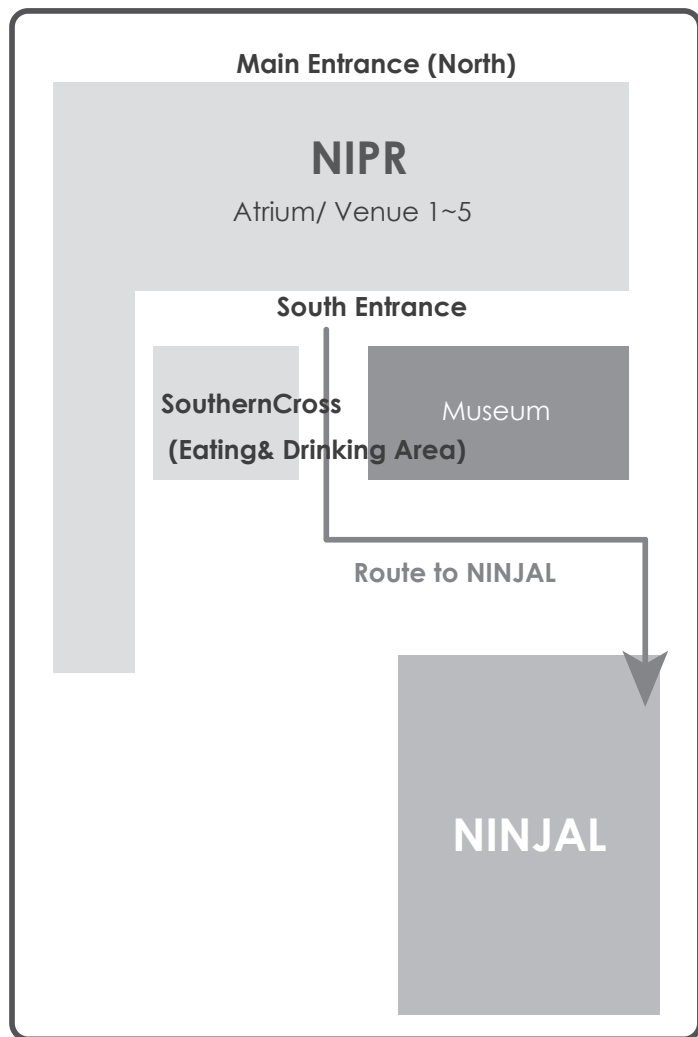 Main Entrance (North)
NIPR
Atrium/ Venue 1~5
South Entrance
SouthernCross
(Eating& Drinking Area)
Museum
Route to NINJAL
NINJAL